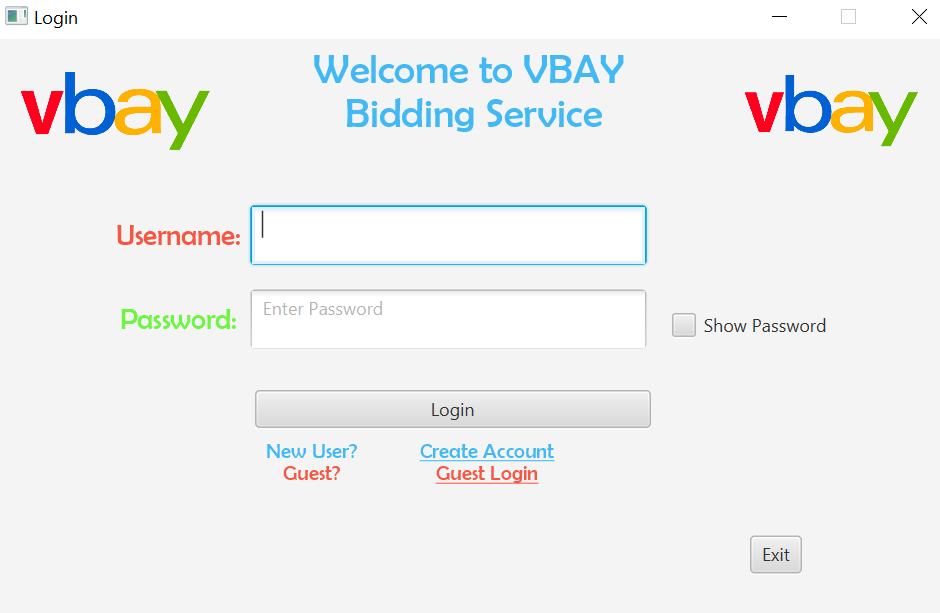 Login
Welcome to VBAY
Bidding Service
vbay
vbay
Username:
Password:
Enter Password
Show Password
Login
New User?
Create Account
Guest?
Guest Login
Exit